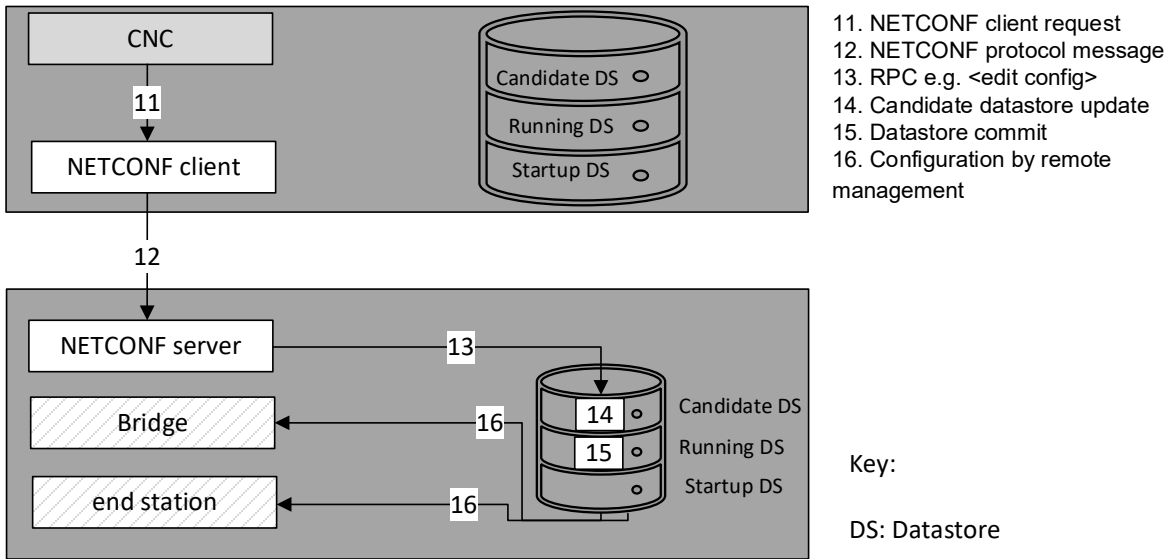 CNC
11
NETCONF client
Candidate DS
Running DS
Startup DS
11. NETCONF client request
12. NETCONF protocol message
13. RPC e.g. <edit config>
14. Candidate datastore update
15. Datastore commit
16. Configuration by remote
management
12
NETCONF server
13
Bridge
16
end station
16
14
15
Candidate DS
Running DS
Startup DS
Key:
DS: Datastore